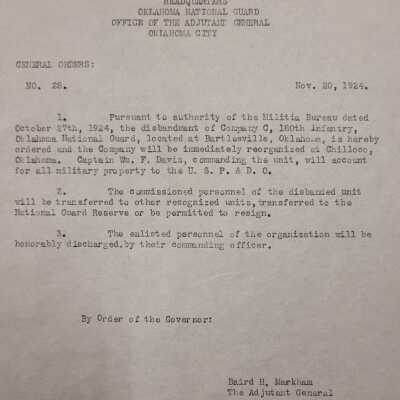 HEADQUARTERS
OKLAHOMA NATIONAL GUARD
OFFICE OF THE ADJUTANT GENERAL
OKLAHOMA CITY
GENERAL ORDERS:
NO. 28. Nov. 20, 1924.
1. Pursuant to authority of the Militia Bureau dated
October 27th, 1924, the disbandment of Company C, 180th Infantry,
Oklahoma National Guard, located at Bartlesville, Oklahoma, is hereby
ordered and the Company will be immediately reorganized at Chilloco,
Oklahoma. Captain Wm. F. Davis, commanding the unit, will account
for all military property to the U. S. P. & D. O.
2. The commissioned personnel of the disbanded unit
will be transferred to other recognized units, transferred to the
National Guard Reserve or be permitted to resign.
3. The enlisted personnel of the organization will be
honorably discharged.by their commanding officer.
By Order of the Governor:
Baird H. Markham
The Adjutant General